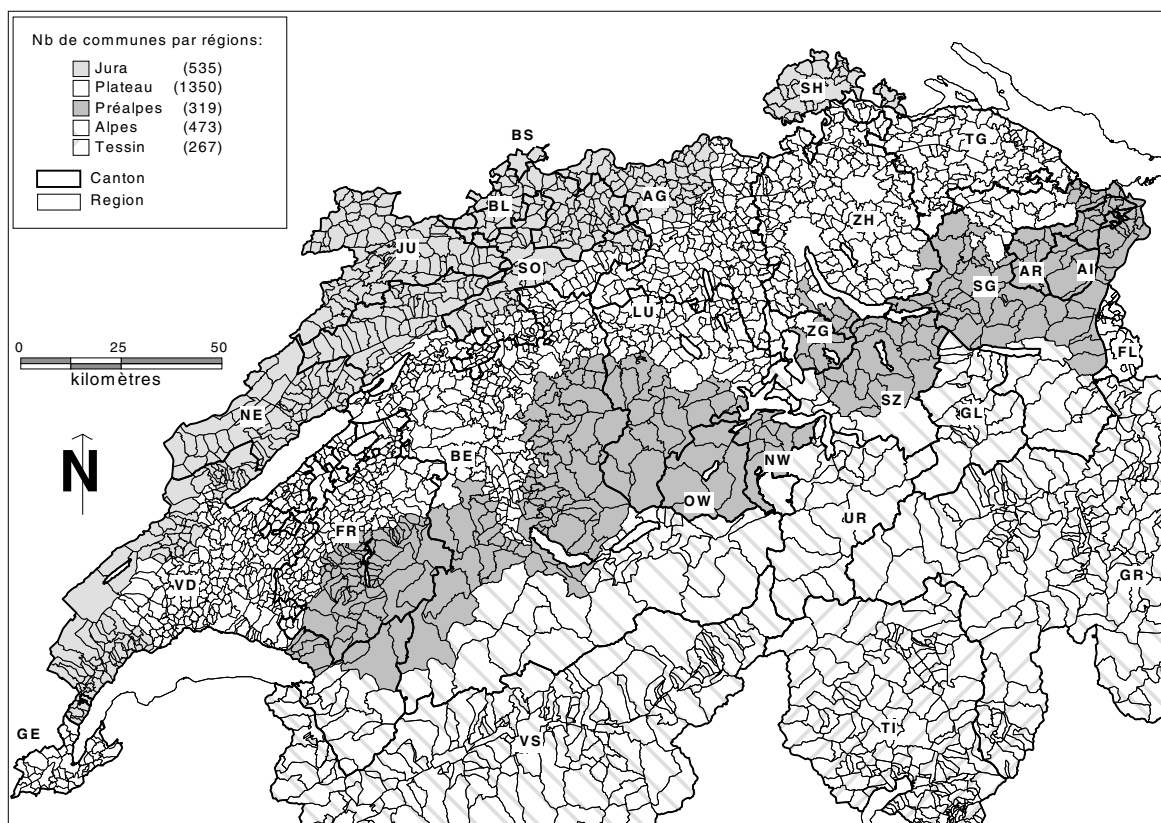 Nb de communes par régions:
Jura (535)
Plateau (1350)
Préalpes (319)
Alpes (473)
Tessin (267)
Canton
Region
SH
BS
TG
BL
AG
ZH
JU
SO
AR
AI
SG
LU
ZG
0 25 50
kilomètres
FL
SZ
NE
GL
N
BE
NW
OW
UR
FR
GR
VD
TI
GE
VS